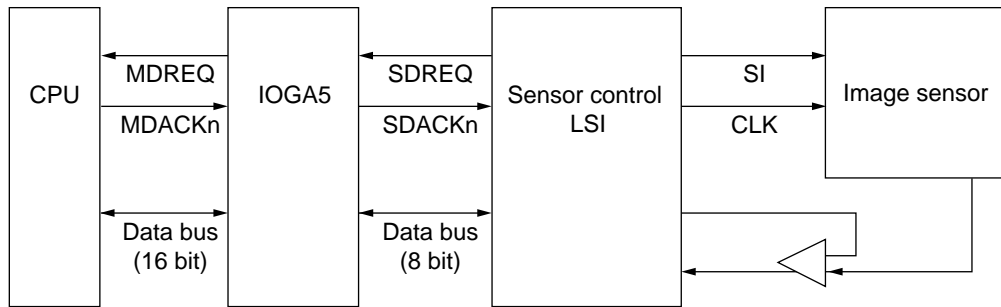 MDREQ
SDREQ
SI
CPU
IOGA5
Sensor control
LSI
Image sensor
MDACKn
SDACKn
CLK
Data bus
(16 bit)
Data bus
(8 bit)